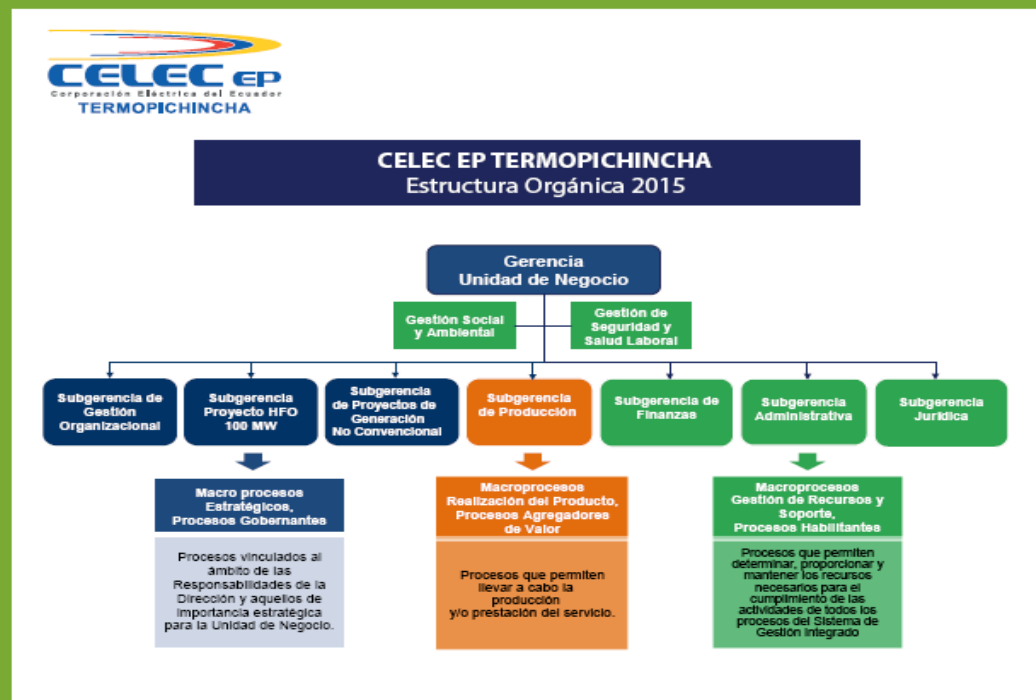 CELEC EP
Corporación Eléctrica del Ecuador
TERMOPICHINCHA
CELEC EP TERMOPICHINCHA
Estructura Orgánica 2015
Gerencia
Unidad de Negocio
Gestión Social
y Ambiental
Gestión de
Seguridad y
Salud Laboral
Subgerencia de
Gestión
Organizacional
Subgerencia
Proyecto HFO
100 MW
Subgerencia
de Proyectos de
Generación
No Convencional
Subgerencia
de Producción
Subgerencia de
Finanzas
Subgerencia
Administrativa
Subgerencia
Jurídica
Macro procesos
Estratégicos,
Procesos Gobernantes
Procesos vinculados al
ámbito de las
Responsabilidades de la
Dirección y aquellos de
importancia estratégica
para la Unidad de Negocio.
Macroprocesos
Realización del Producto,
Procesos Agregadores
de Valor
Procesos que permiten
llevar a cabo la
producción
y/o prestación del servicio.
Macroprocesos
Gestión de Recursos y
Soporte,
Procesos Habilitantes
Procesos que permiten
determinar, proporcionar y
mantener los recursos
necesarios para el
cumplimiento de las
actividades de todos los
procesos del Sistema de
Gestión Integrado